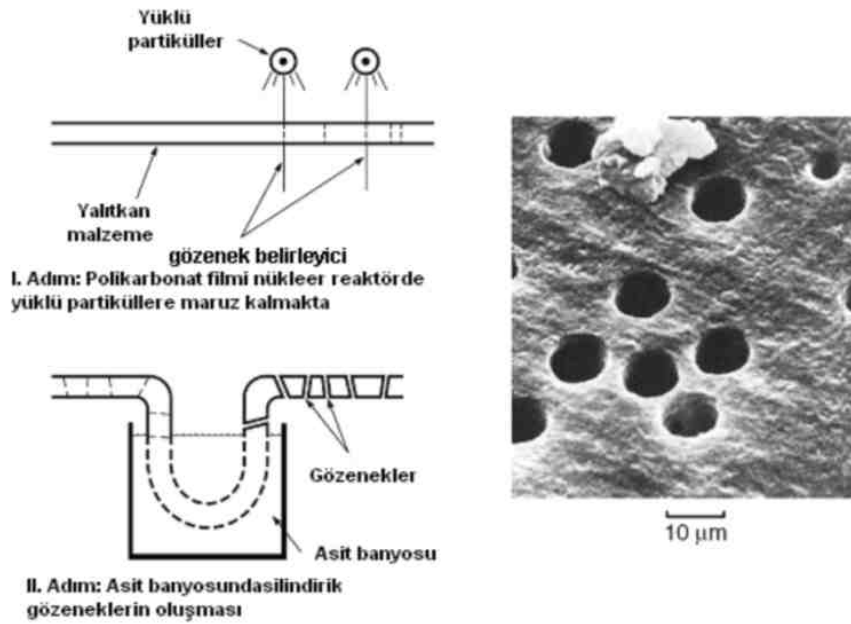 Yüklü
partiküller
Yalıtkan
malzeme
gözenek belirleyici
I. Adım: Polikarbonat filmi nükleer reaktörde
yüklü partiküllere maruz kalmakta
Gözenekler
Asit banyosu
II. Adım: Asit banyosundasilindirik
gözeneklerin oluşması
10 µm